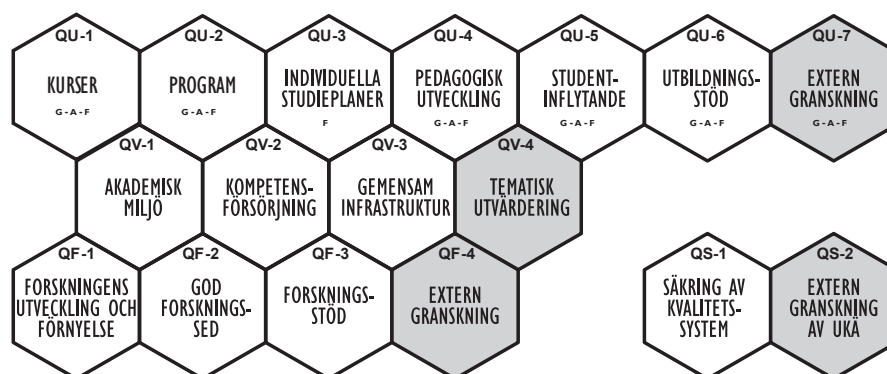 QU-1
KURSER
G-A-F
QU-2
PROGRAM
G-A-F
QU-3
INDIVIDUELLA
STUDIEPLANER
F
QU-4
PEDAGOGISK
UTVECKLING
G-A-F
QU-5
STUDENT-
INFLYTANDE
G-A-F
QU-6
UTBILDNINGS-
STÖD
G-A-F
QU-7
EXTERN
GRANSKNING
G-A-F
QV-1
AKADEMISK
MILJÖ
QV-2
KOMPETENS-
FÖRSÖRJNING
QV-3
GEMENSAM
INFRASTRUKTUR
QV-4
TEMATISK
UTVÄRDERING
QF-1
FORSKNINGENS
UTVECKLING OCH
FÖRNYELSE
QF-2
GOD
FORSKNINGS-
SED
QF-3
FORSKNINGS-
STÖD
QF-4
EXTERN
GRANSKNING
QS-1
SÄKRING AV
KVALITETS-
SYSTEM
QS-2
EXTERN
GRANSKNING
AV UKÄ